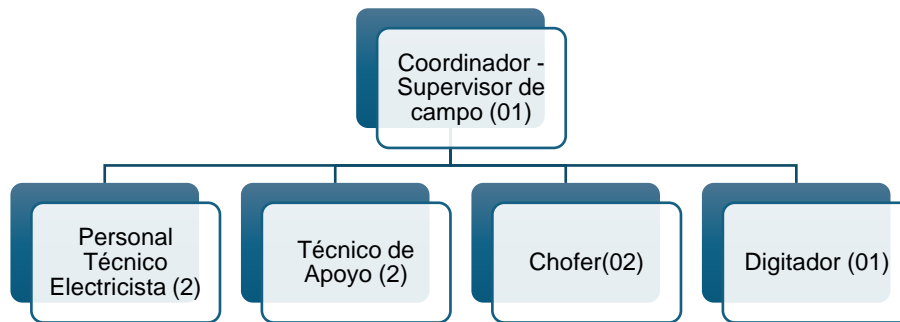 Coordinador -
Supervisor de
campo (01)
Personal
Técnico
Electricista (2)
Técnico de
Apoyo (2)
Chofer(02)
Digitador (01)